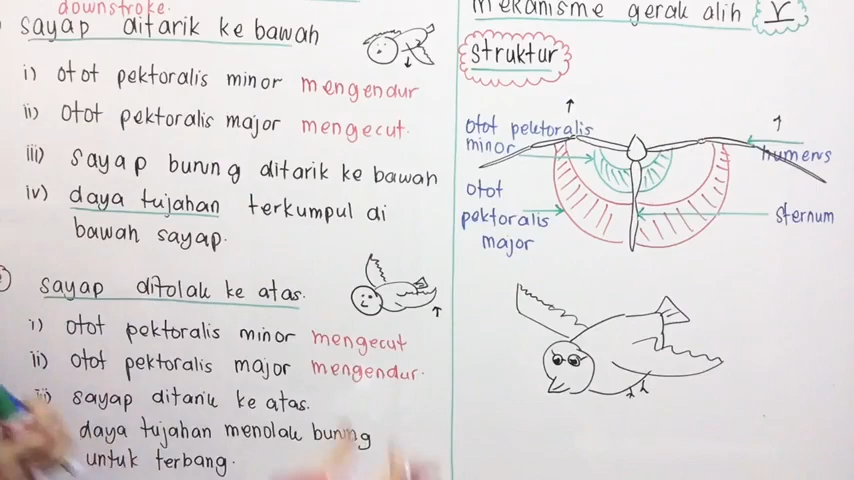 downstroke.
sayap ditarik ke bawah
i) otot pektoralis minor mengendur
ii) otot pektoralis major mengecut.
iii) sayap burung ditarik ke bawah
iv) daya tujahan terkumpul di
bawah sayap.
sayap ditolak ke atas.
i) otot pektoralis minor mengecut
ii) otot pektoralis major mengendur.
iii) sayap ditarik ke atas.
daya tujahan menolak burung
untuk terbang.
mekanisme gerak alih
struktur
otot pektoralis
minor
humerus
otot
pektoralis
major
sternum